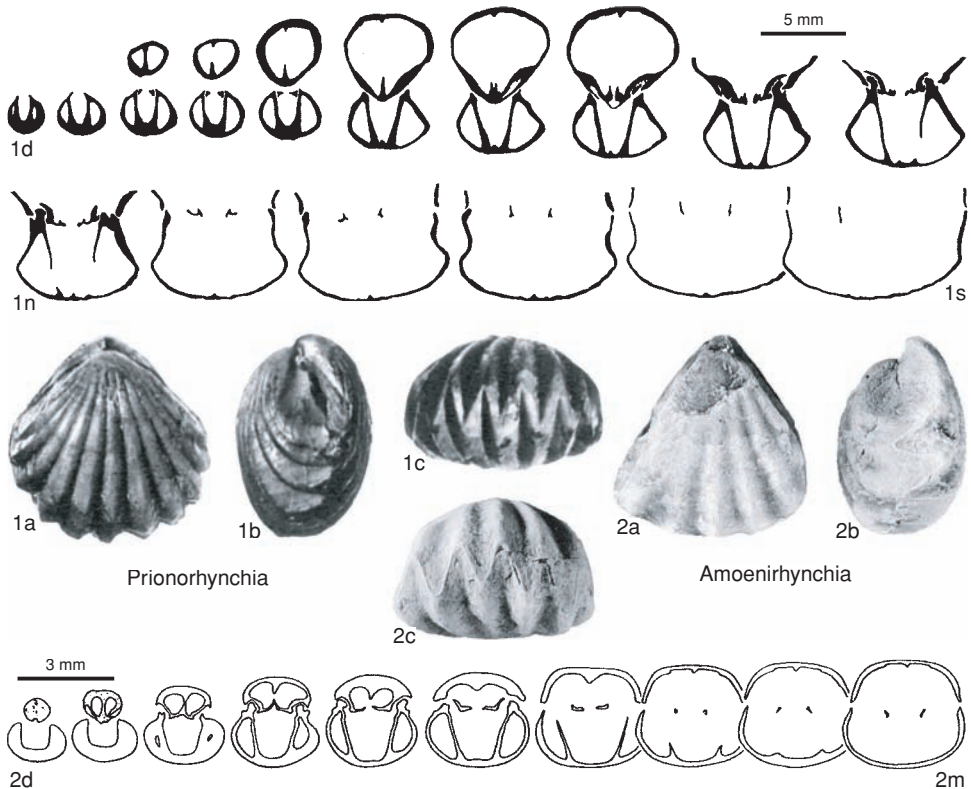 5 mm
1d
1n
1s
1a
1b
1c
2a
2b
Prionorhynchia
Amoenirhynchia
2c
3 mm
2d
2m